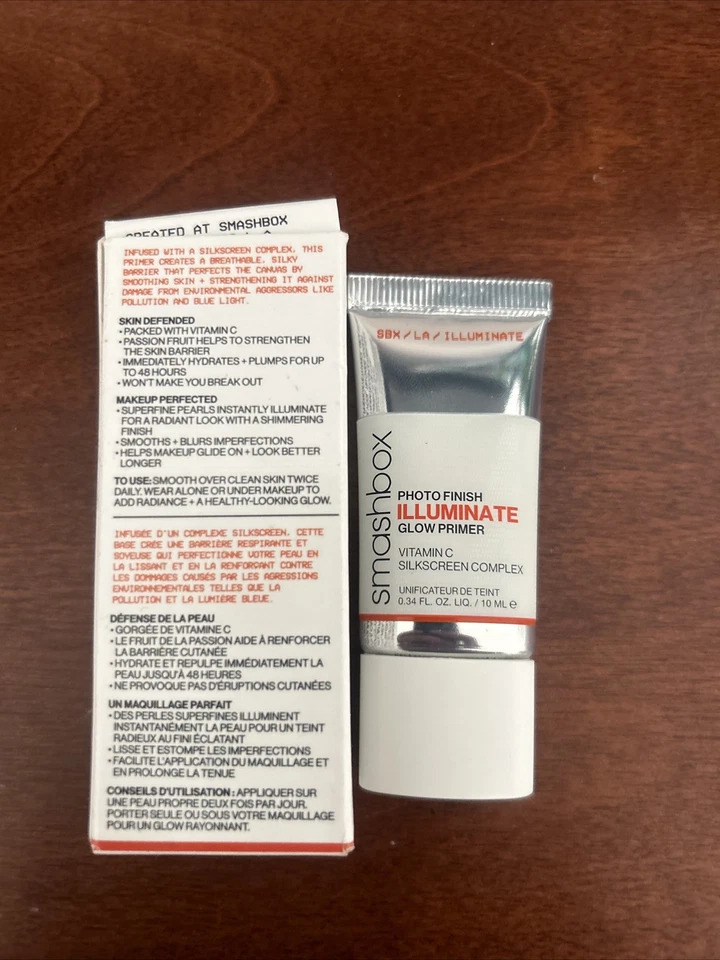 CREATED AT SMASHBOX
INFUSED WITH A SILKSCREEN COMPLEX, THIS
PRIMER CREATES A BREATHABLE, SILKY
BARRIER THAT PERFECTS THE CANVAS BY
SMOOTHING SKIN + STRENGTHENING IT AGAINST
DAMAGE FROM ENVIRONMENTAL AGGRESSORS LIKE
POLLUTION AND BLUE LIGHT.
SKIN DEFENDED
• PACKED WITH VITAMIN C
• PASSION FRUIT HELPS TO STRENGTHEN
THE SKIN BARRIER
• IMMEDIATELY HYDRATES + PLUMPS FOR UP
TO 48 HOURS
• WON'T MAKE YOU BREAK OUT
MAKEUP PERFECTED
• SUPERFINE PEARLS INSTANTLY ILLUMINATE
FOR A RADIANT LOOK WITH A SHIMMERING
FINISH
• SMOOTHS + BLURS IMPERFECTIONS
• HELPS MAKEUP GLIDE ON + LOOK BETTER
LONGER
TO USE: SMOOTH OVER CLEAN SKIN TWICE
DAILY. WEAR ALONE OR UNDER MAKEUP TO
ADD RADIANCE + A HEALTHY-LOOKING GLOW.
INFUSÉE D'UN COMPLEXE SILKSCREEN, CETTE
BASE CRÉE UNE BARRIÈRE RESPIRANTE ET
SOYEUSE QUI PERFECTIONNE VOTRE PEAU EN
LA LISSANT ET EN LA RENFORÇANT CONTRE
LES DOMMAGES CAUSÉS PAR LES AGRESSIONS
ENVIRONNEMENTALES TELLES QUE LA
POLLUTION ET LA LUMIÈRE BLEUE.
DÉFENSE DE LA PEAU
• GORGÉE DE VITAMINE C
• LE FRUIT DE LA PASSION AIDE À RENFORCER
LA BARRIÈRE CUTANÉE
• HYDRATE ET REPULPE IMMÉDIATEMENT LA
PEAU JUSQU'À 48 HEURES
• NE PROVOQUE PAS D'ÉRUPTIONS CUTANÉES
UN MAQUILLAGE PARFAIT
• DES PERLES SUPERFINES ILLUMINENT
INSTANTANÉMENT LA PEAU POUR UN TEINT
RADIEUX AU FINI ÉCLATANT
• LISSE ET ESTOMPE LES IMPERFECTIONS
• FACILITE L'APPLICATION DU MAQUILLAGE ET
EN PROLONGE LA TENUE
CONSEILS D'UTILISATION : APPLIQUER SUR
UNE PEAU PROPRE DEUX FOIS PAR JOUR.
PORTER SEULE OU SOUS VOTRE MAQUILLAGE
POUR UN GLOW RAYONNANT.
SBX/LA/ILLUMINATE
smashbox
PHOTO FINISH
ILLUMINATE
GLOW PRIMER
VITAMIN C
SILKSCREEN COMPLEX
UNIFICATEUR DE TEINT
0.34 FL. OZ. LIQ. / 10 ML ℮